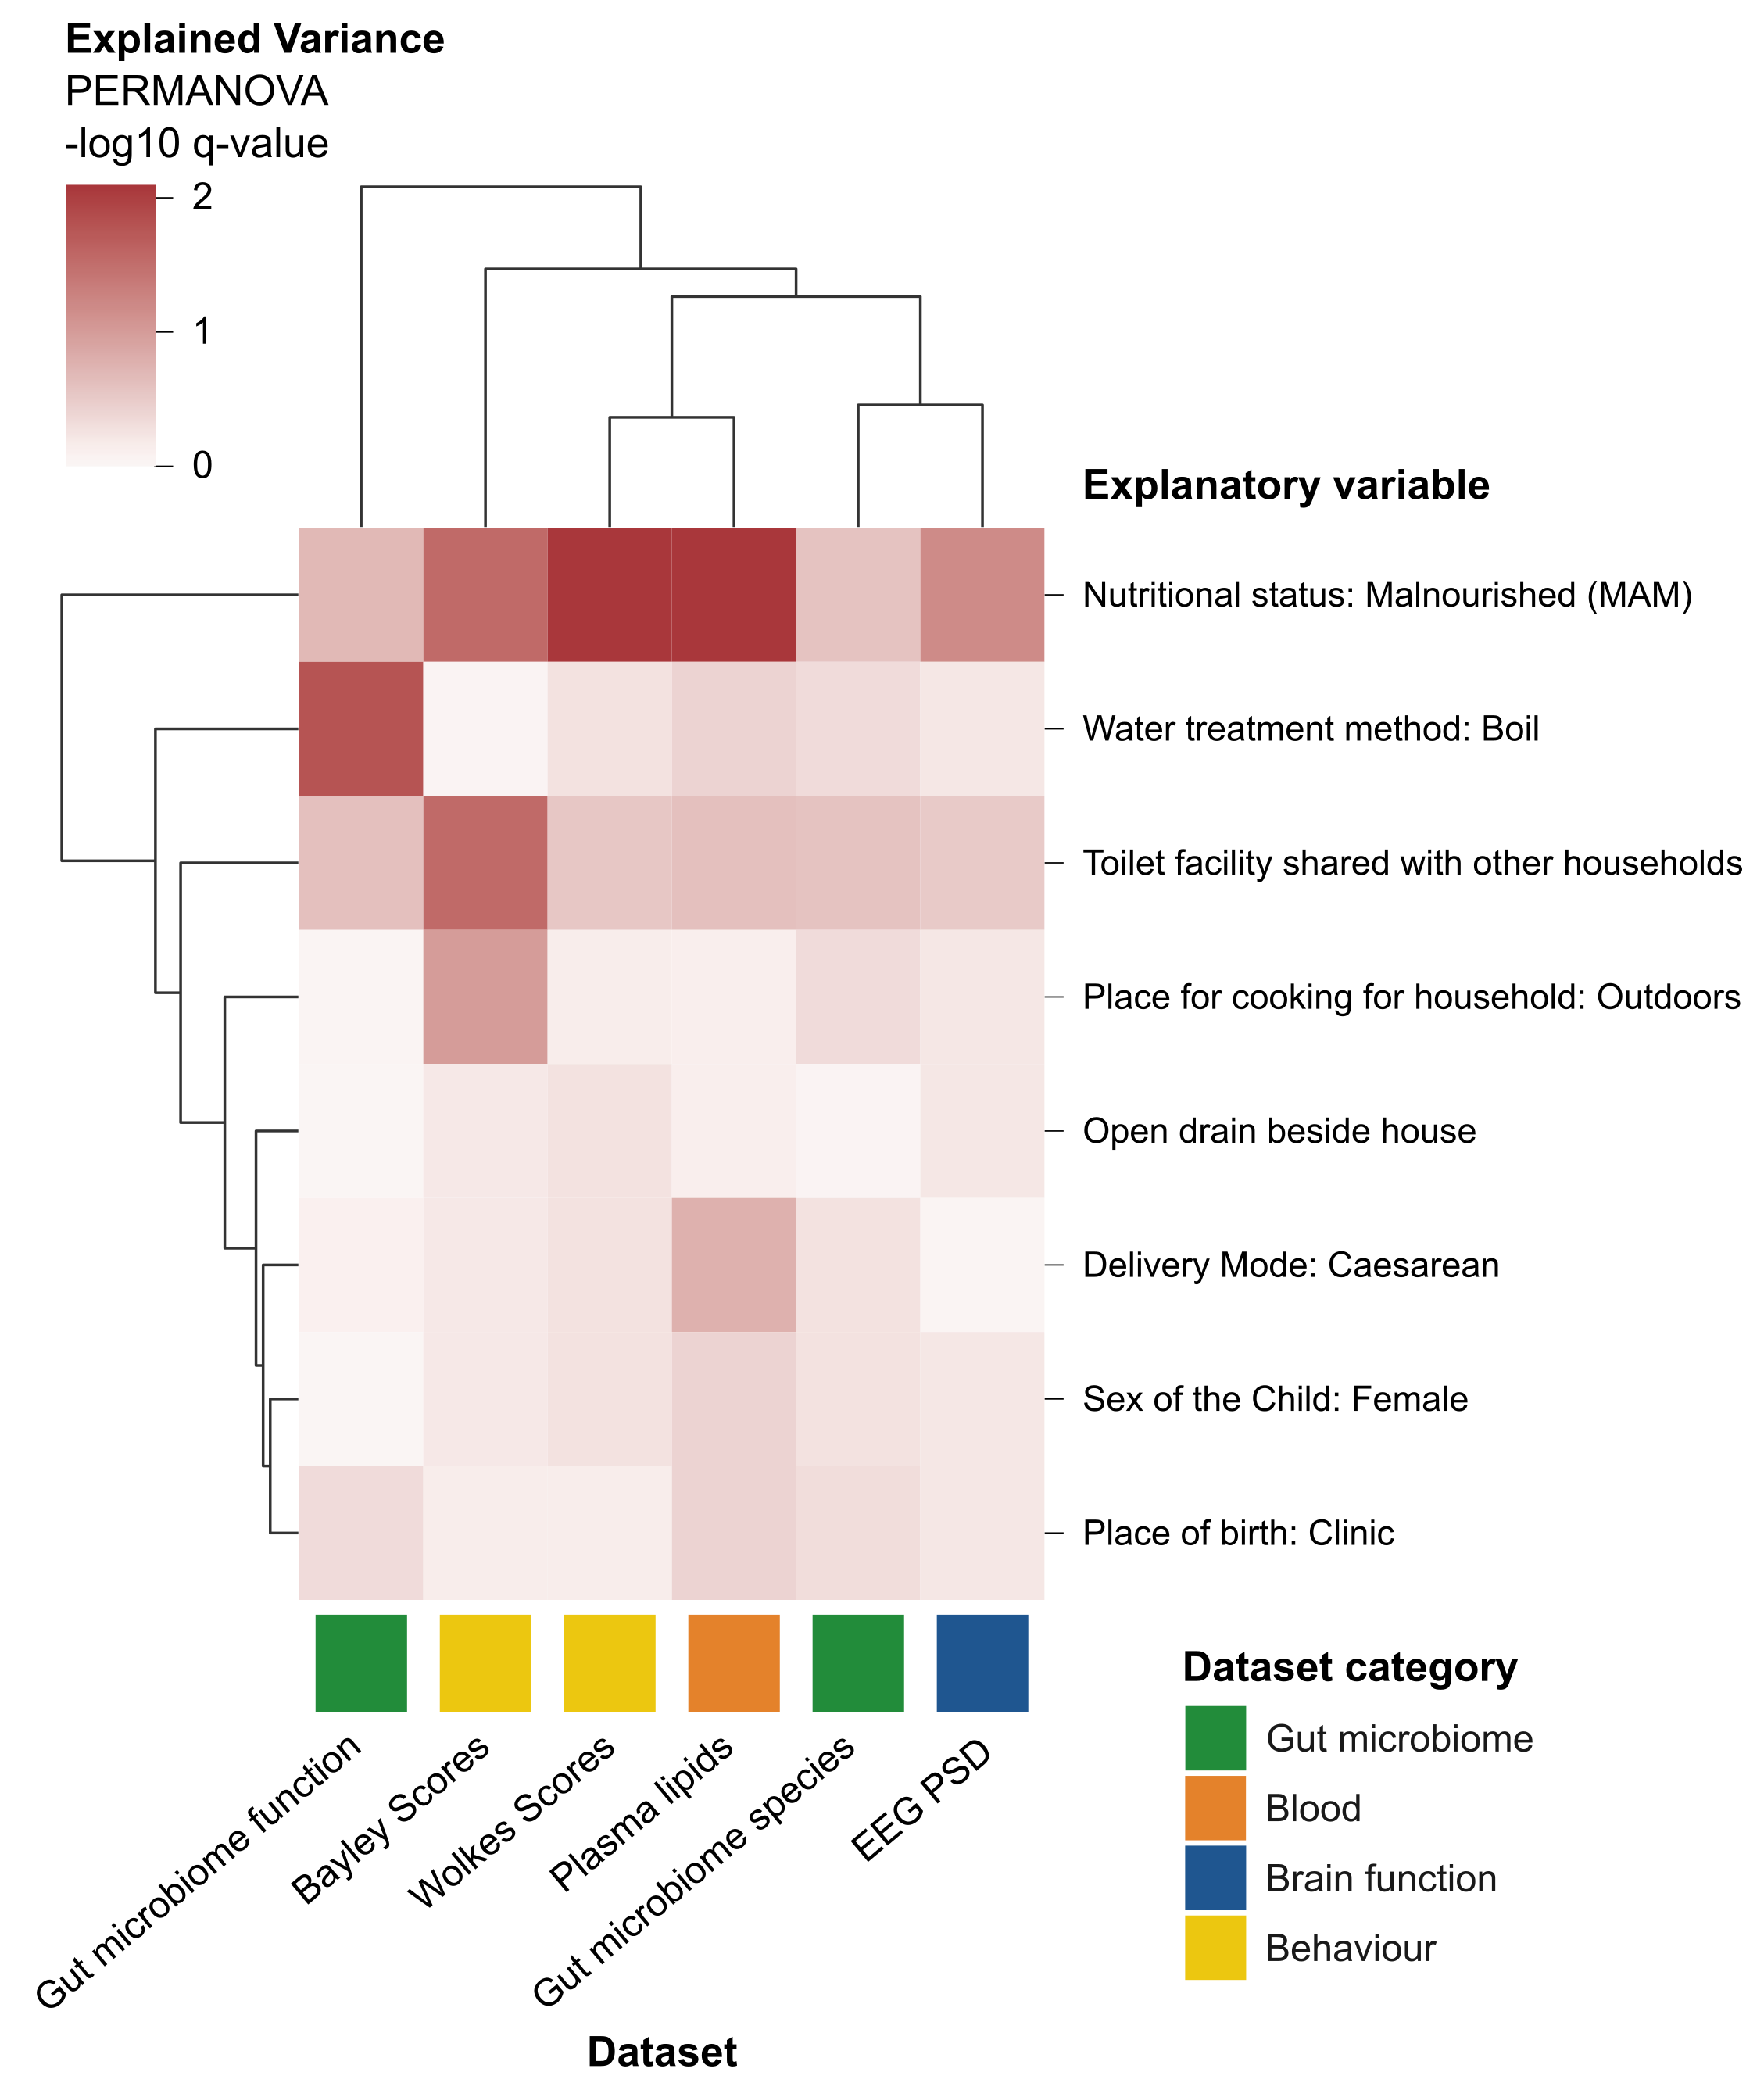 Explained Variance
PERMANOVA
-log10 q-value
2
1
0
Explanatory variable
Nutritional status: Malnourished (MAM)
Water treatment method: Boil
Toilet facility shared with other households
Place for cooking for household: Outdoors
Open drain beside house
Delivery Mode: Caesarean
Sex of the Child: Female
Place of birth: Clinic
Gut microbiome function
Bayley Scores
Wolkes Scores
Plasma lipids
Gut microbiome species
EEG PSD
Dataset
Dataset category
Gut microbiome
Blood
Brain function
Behaviour